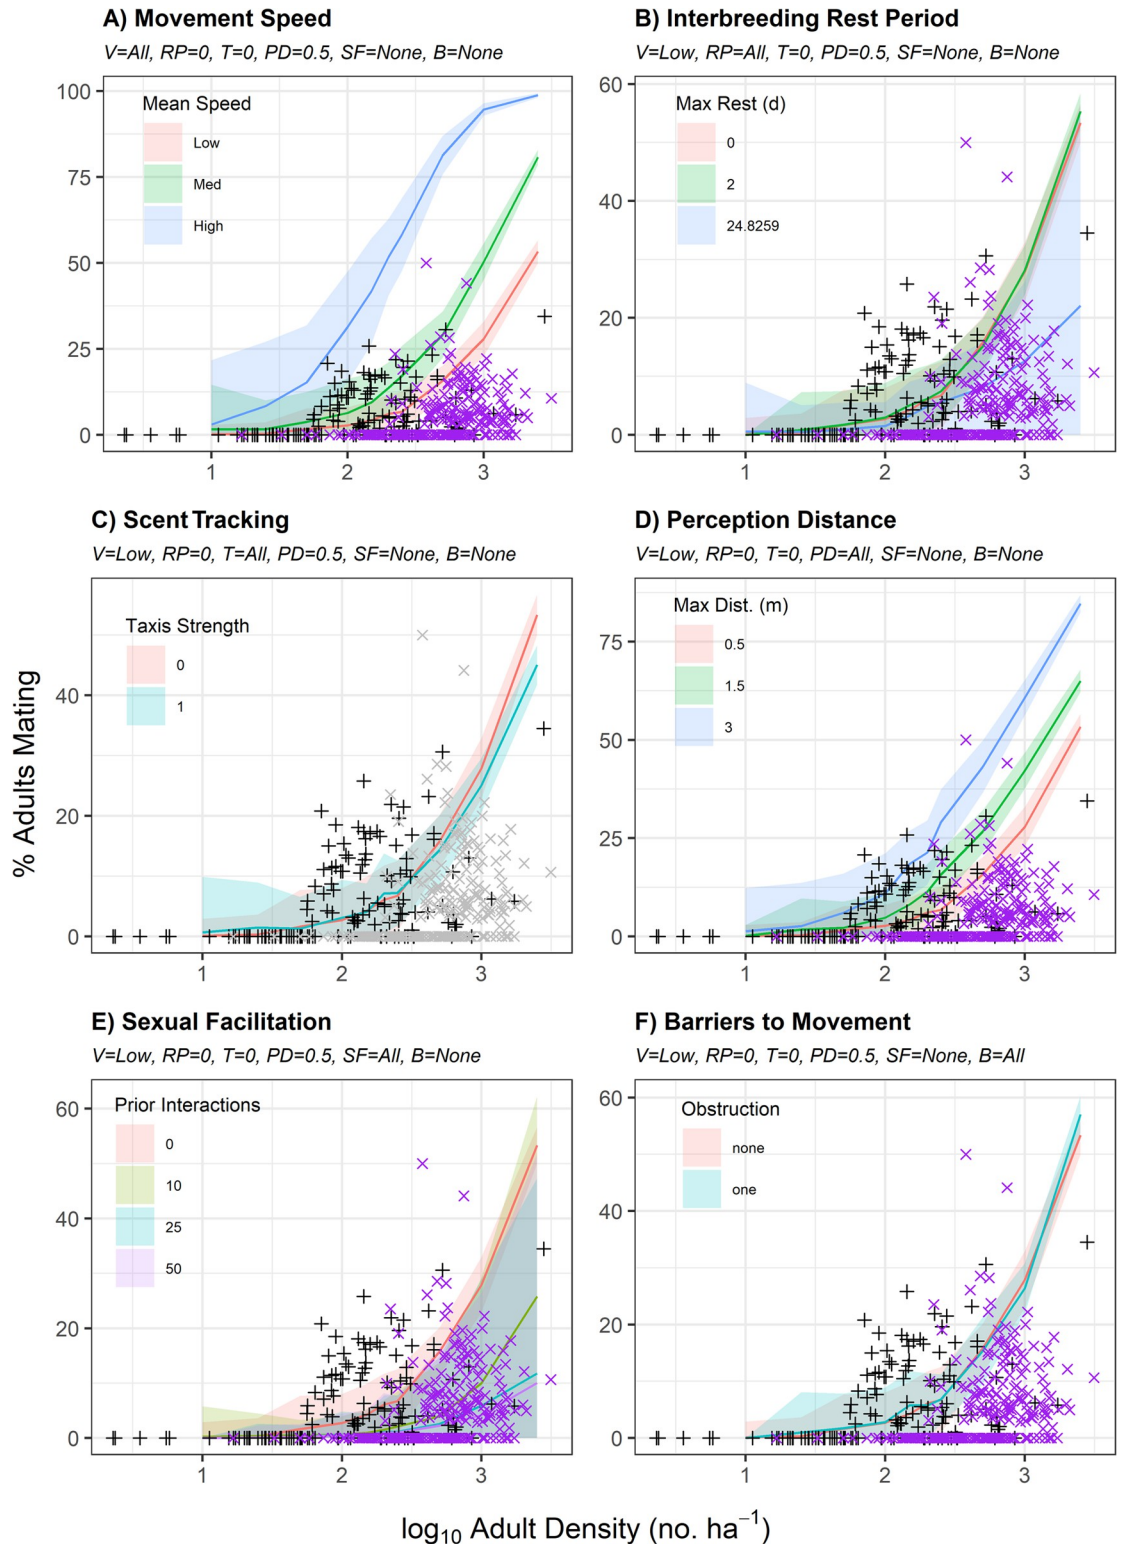 A) Movement Speed
V=All, RP=0, T=0, PD=0.5, SF=None, B=None
100
75
50
25
0
Mean Speed
Low
Med
High
1 2 3
B) Interbreeding Rest Period
V=Low, RP=All, T=0, PD=0.5, SF=None, B=None
60
40
20
0
Max Rest (d)
0
2
24.8259
1 2 3
C) Scent Tracking
V=Low, RP=0, T=All, PD=0.5, SF=None, B=None
40
20
0
Taxis Strength
0
1
1 2 3
D) Perception Distance
V=Low, RP=0, T=0, PD=All, SF=None, B=None
75
50
25
0
Max Dist. (m)
0.5
1.5
3
1 2 3
% Adults Mating
E) Sexual Facilitation
V=Low, RP=0, T=0, PD=0.5, SF=All, B=None
60
40
20
0
Prior Interactions
0
10
25
50
1 2 3
F) Barriers to Movement
V=Low, RP=0, T=0, PD=0.5, SF=None, B=All
60
40
20
0
Obstruction
none
one
1 2 3
log₁₀ Adult Density (no. ha⁻¹)